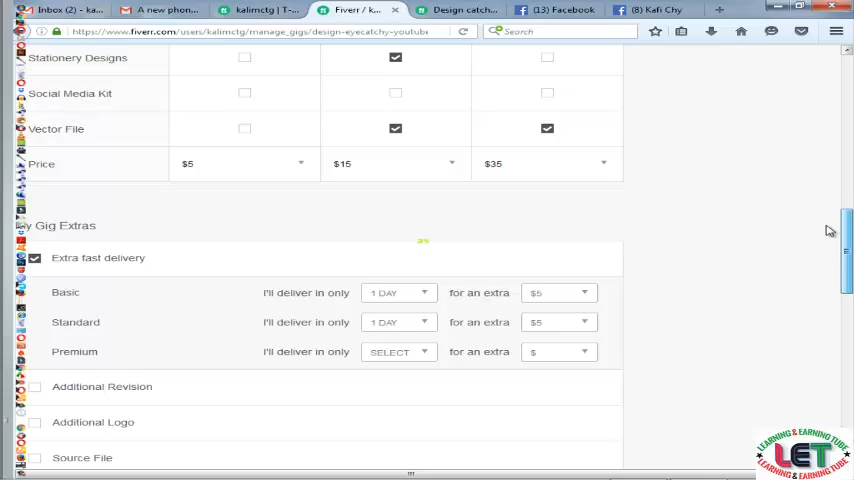 Inbox (2) - ka...
A new phon...
kalimctg | T-...
Fiverr / k...
Design catch...
(13) Facebook
(8) Kafi Chy
https://www.fiverr.com/users/kalimctg/manage_gigs/design-eyecatchy-youtube
Search
Stationery Designs
Social Media Kit
Vector File
Price $5 $15 $35
y Gig Extras
Extra fast delivery
Basic I'll deliver in only 1 DAY for an extra $5
Standard I'll deliver in only 1 DAY for an extra $5
Premium I'll deliver in only SELECT for an extra $
Additional Revision
Additional Logo
Source File
LEARNING & EARNING TUBE
LET
LEARNING & EARNING TUBE